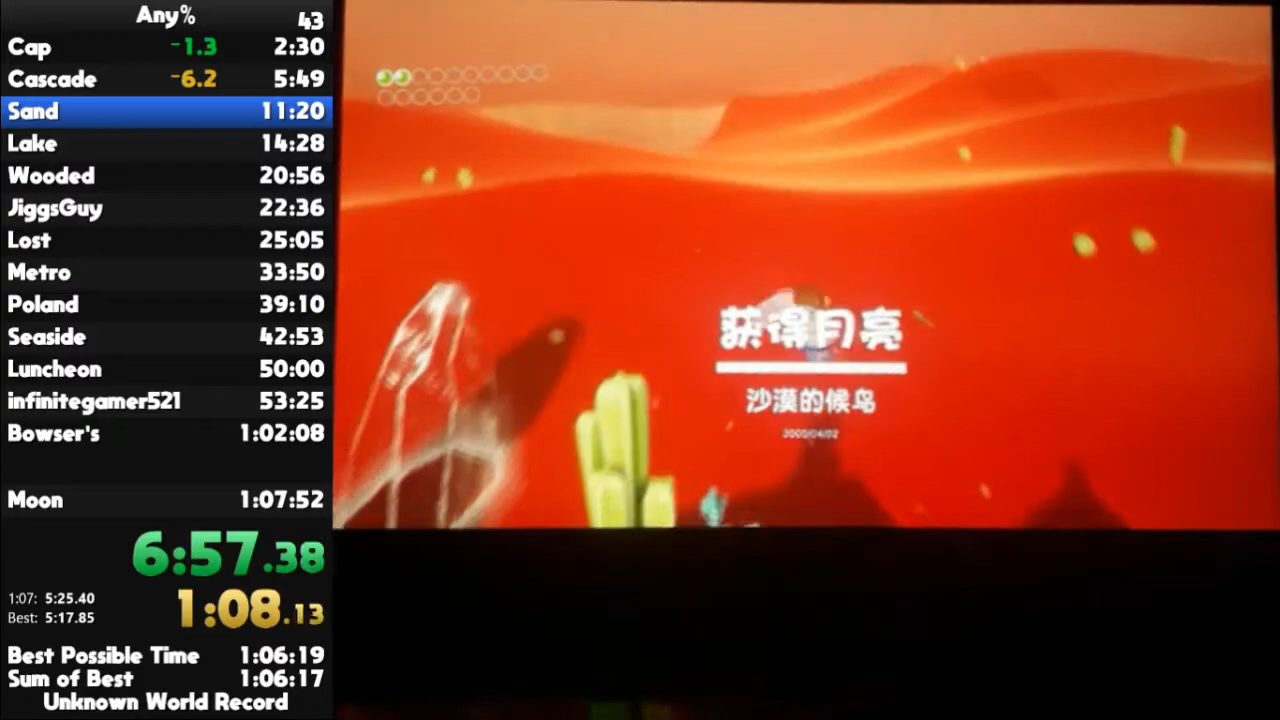 Any% 43
Cap -1.3 2:30
Cascade -6.2 5:49
Sand 11:20
Lake 14:28
Wooded 20:56
JiggsGuy 22:36
Lost 25:05
Metro 33:50
Poland 39:10
Seaside 42:53
Luncheon 50:00
infinitegamer521 53:25
Bowser's 1:02:08
Moon 1:07:52
6:57.38
1:07: 5:25.40
Best: 5:17.85
1:08.13
Best Possible Time 1:06:19
Sum of Best 1:06:17
Unknown World Record
获得月亮
沙漠的候鸟